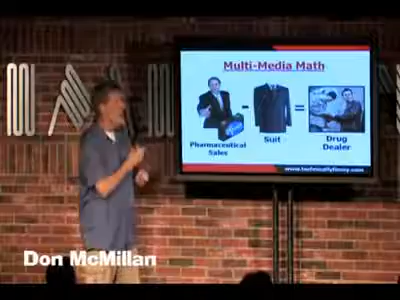 Multi-Media Math
-
=
Pharmaceutical
Sales
Suit
Drug
Dealer
www.technicallyfunny.com
Don McMillan